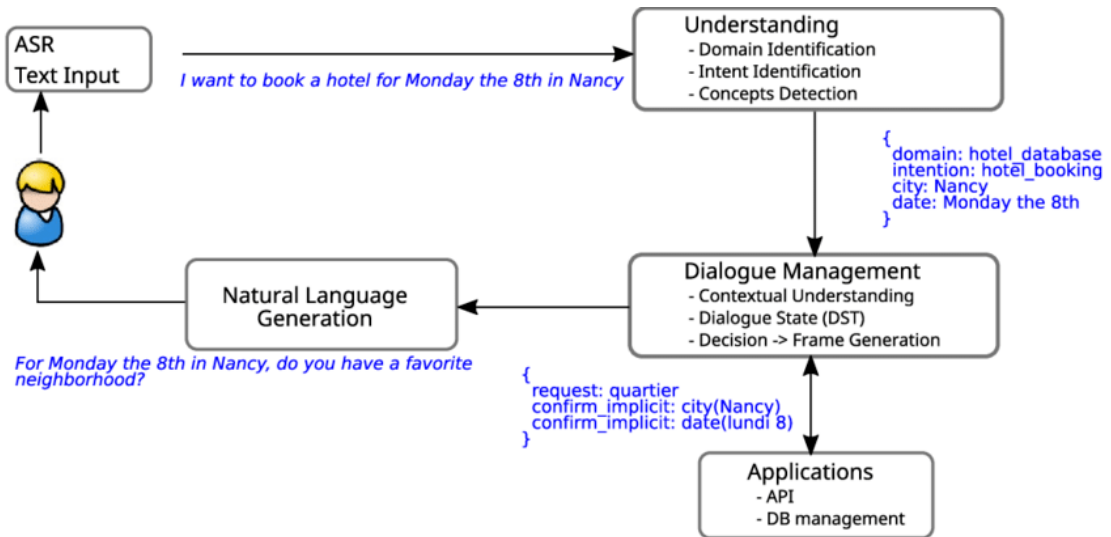 ASR
Text Input
I want to book a hotel for Monday the 8th in Nancy
Understanding
- Domain Identification
- Intent Identification
- Concepts Detection
{
domain: hotel_database
intention: hotel_booking
city: Nancy
date: Monday the 8th
}
Dialogue Management
- Contextual Understanding
- Dialogue State (DST)
- Decision -> Frame Generation
Natural Language
Generation
For Monday the 8th in Nancy, do you have a favorite
neighborhood?
{
request: quartier
confirm_implicit: city(Nancy)
confirm_implicit: date(lundi 8)
}
Applications
- API
- DB management